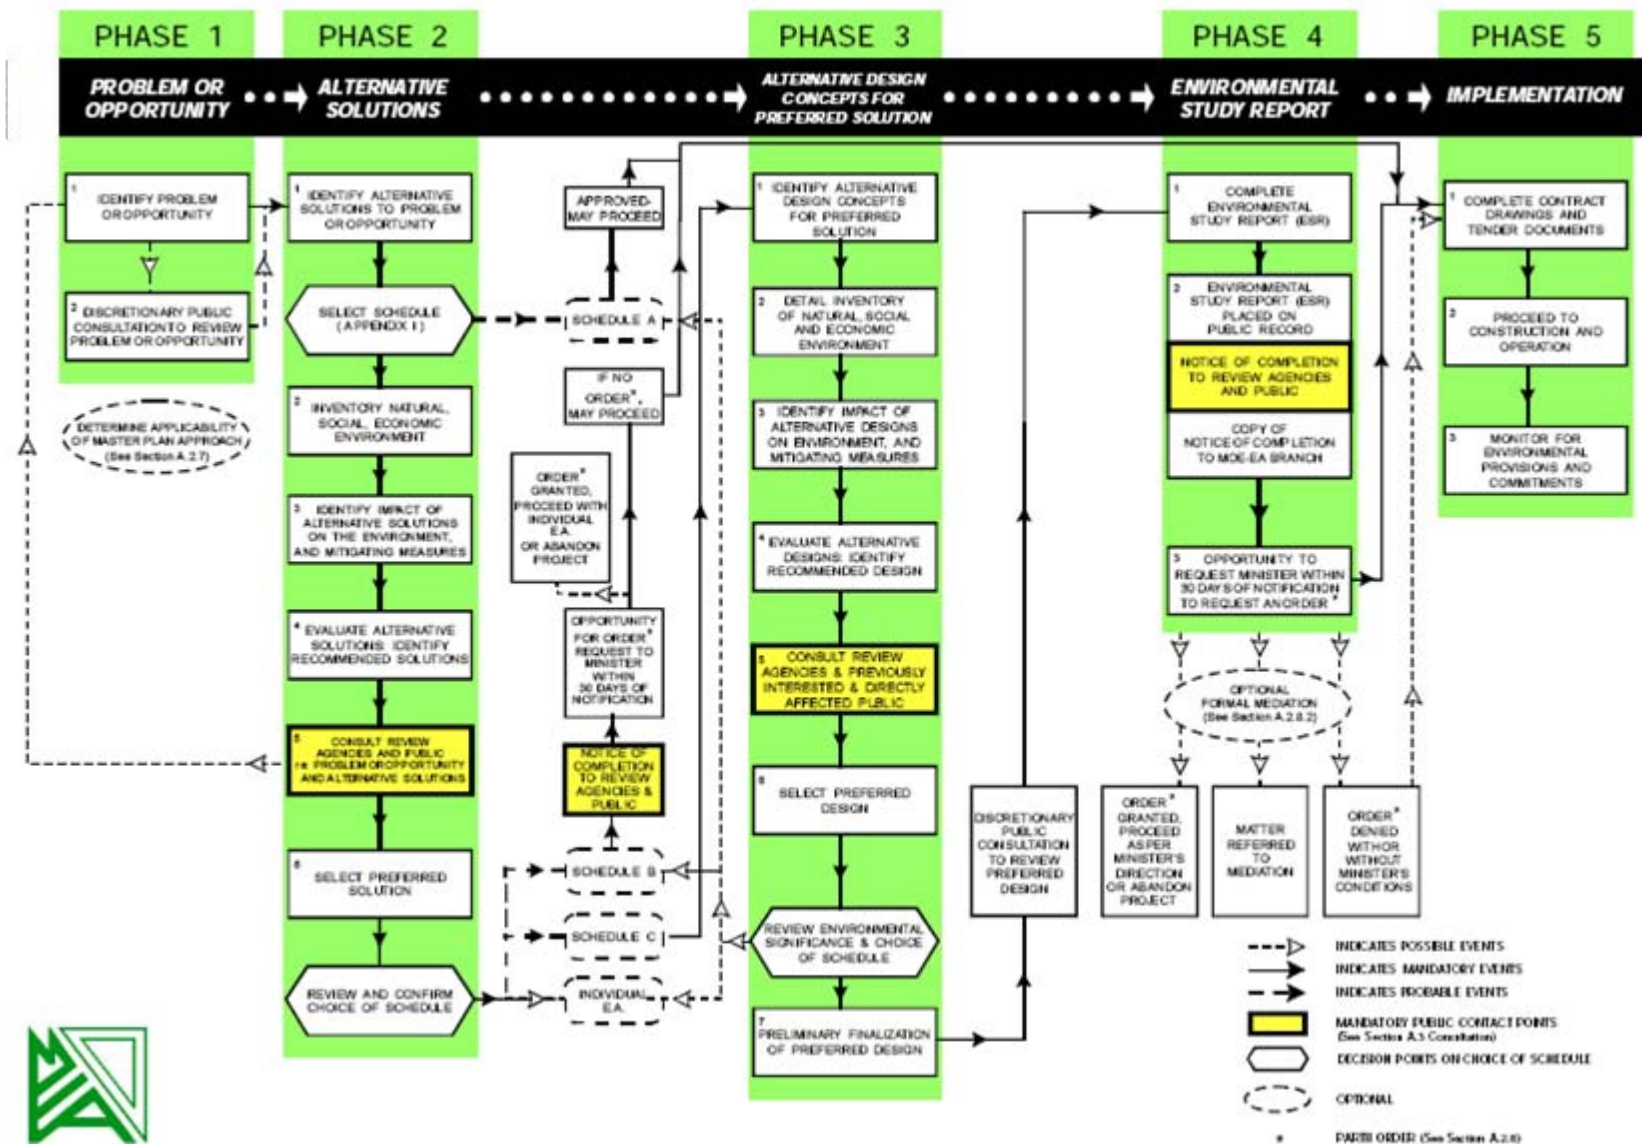 PHASE 1
PHASE 2
PHASE 3
PHASE 4
PHASE 5
PROBLEM OR
OPPORTUNITY
ALTERNATIVE
SOLUTIONS
ALTERNATIVE DESIGN
CONCEPTS FOR
PREFERRED SOLUTION
ENVIRONMENTAL
STUDY REPORT
IMPLEMENTATION
1
IDENTIFY PROBLEM
OR OPPORTUNITY
2
DISCRETIONARY PUBLIC
CONSULTATION TO REVIEW
PROBLEM OR OPPORTUNITY
DETERMINE APPLICABILITY
OF MASTER PLAN APPROACH
(See Section A.2.7)
1
IDENTIFY ALTERNATIVE
SOLUTIONS TO PROBLEM
OR OPPORTUNITY
SELECT SCHEDULE
(APPENDIX I)
2
INVENTORY NATURAL,
SOCIAL, ECONOMIC
ENVIRONMENT
3
IDENTIFY IMPACT OF
ALTERNATIVE SOLUTIONS
ON THE ENVIRONMENT,
AND MITIGATING MEASURES
4
EVALUATE ALTERNATIVE
SOLUTIONS: IDENTIFY
RECOMMENDED SOLUTIONS
5
CONSULT REVIEW
AGENCIES AND PUBLIC
re: PROBLEM OR OPPORTUNITY
AND ALTERNATIVE SOLUTIONS
6
SELECT PREFERRED
SOLUTION
REVIEW AND CONFIRM
CHOICE OF SCHEDULE
APPROVED-
MAY PROCEED
SCHEDULE A
IF NO
ORDER*,
MAY PROCEED
ORDER*
GRANTED,
PROCEED WITH
INDIVIDUAL
E.A.
OR ABANDON
PROJECT
OPPORTUNITY
FOR ORDER*
REQUEST TO
MINISTER
WITHIN
30 DAYS OF
NOTIFICATION
NOTICE OF
COMPLETION
TO REVIEW
AGENCIES &
PUBLIC
SCHEDULE B
SCHEDULE C
INDIVIDUAL
E.A.
1
IDENTIFY ALTERNATIVE
DESIGN CONCEPTS
FOR PREFERRED
SOLUTION
2
DETAIL INVENTORY
OF NATURAL, SOCIAL
AND ECONOMIC
ENVIRONMENT
3
IDENTIFY IMPACT OF
ALTERNATIVE DESIGNS
ON ENVIRONMENT, AND
MITIGATING MEASURES
4
EVALUATE ALTERNATIVE
DESIGNS: IDENTIFY
RECOMMENDED DESIGN
5
CONSULT REVIEW
AGENCIES & PREVIOUSLY
INTERESTED & DIRECTLY
AFFECTED PUBLIC
6
SELECT PREFERRED
DESIGN
REVIEW ENVIRONMENTAL
SIGNIFICANCE & CHOICE
OF SCHEDULE
7
PRELIMINARY FINALIZATION
OF PREFERRED DESIGN
DISCRETIONARY
PUBLIC
CONSULTATION
TO REVIEW
PREFERRED
DESIGN
1
COMPLETE
ENVIRONMENTAL
STUDY REPORT (ESR)
2
ENVIRONMENTAL
STUDY REPORT (ESR)
PLACED ON
PUBLIC RECORD
NOTICE OF COMPLETION
TO REVIEW AGENCIES
AND PUBLIC
COPY OF
NOTICE OF COMPLETION
TO MOE-EA BRANCH
3
OPPORTUNITY TO
REQUEST MINISTER WITHIN
30 DAYS OF NOTIFICATION
TO REQUEST AN ORDER*
OPTIONAL
FORMAL MEDIATION
(See Section A.2.8.2)
ORDER*
GRANTED,
PROCEED
AS PER
MINISTER'S
DIRECTION
OR ABANDON
PROJECT
MATTER
REFERRED
TO
MEDIATION
ORDER*
DENIED
WITH OR
WITHOUT
MINISTER'S
CONDITIONS
1
COMPLETE CONTRACT
DRAWINGS AND
TENDER DOCUMENTS
2
PROCEED TO
CONSTRUCTION AND
OPERATION
3
MONITOR FOR
ENVIRONMENTAL
PROVISIONS AND
COMMITMENTS
INDICATES POSSIBLE EVENTS
INDICATES MANDATORY EVENTS
INDICATES PROBABLE EVENTS
MANDATORY PUBLIC CONTACT POINTS
(See Section A.3 Consultation)
DECISION POINTS ON CHOICE OF SCHEDULE
OPTIONAL
* PART II ORDER (See Section A.2.8)
MEA